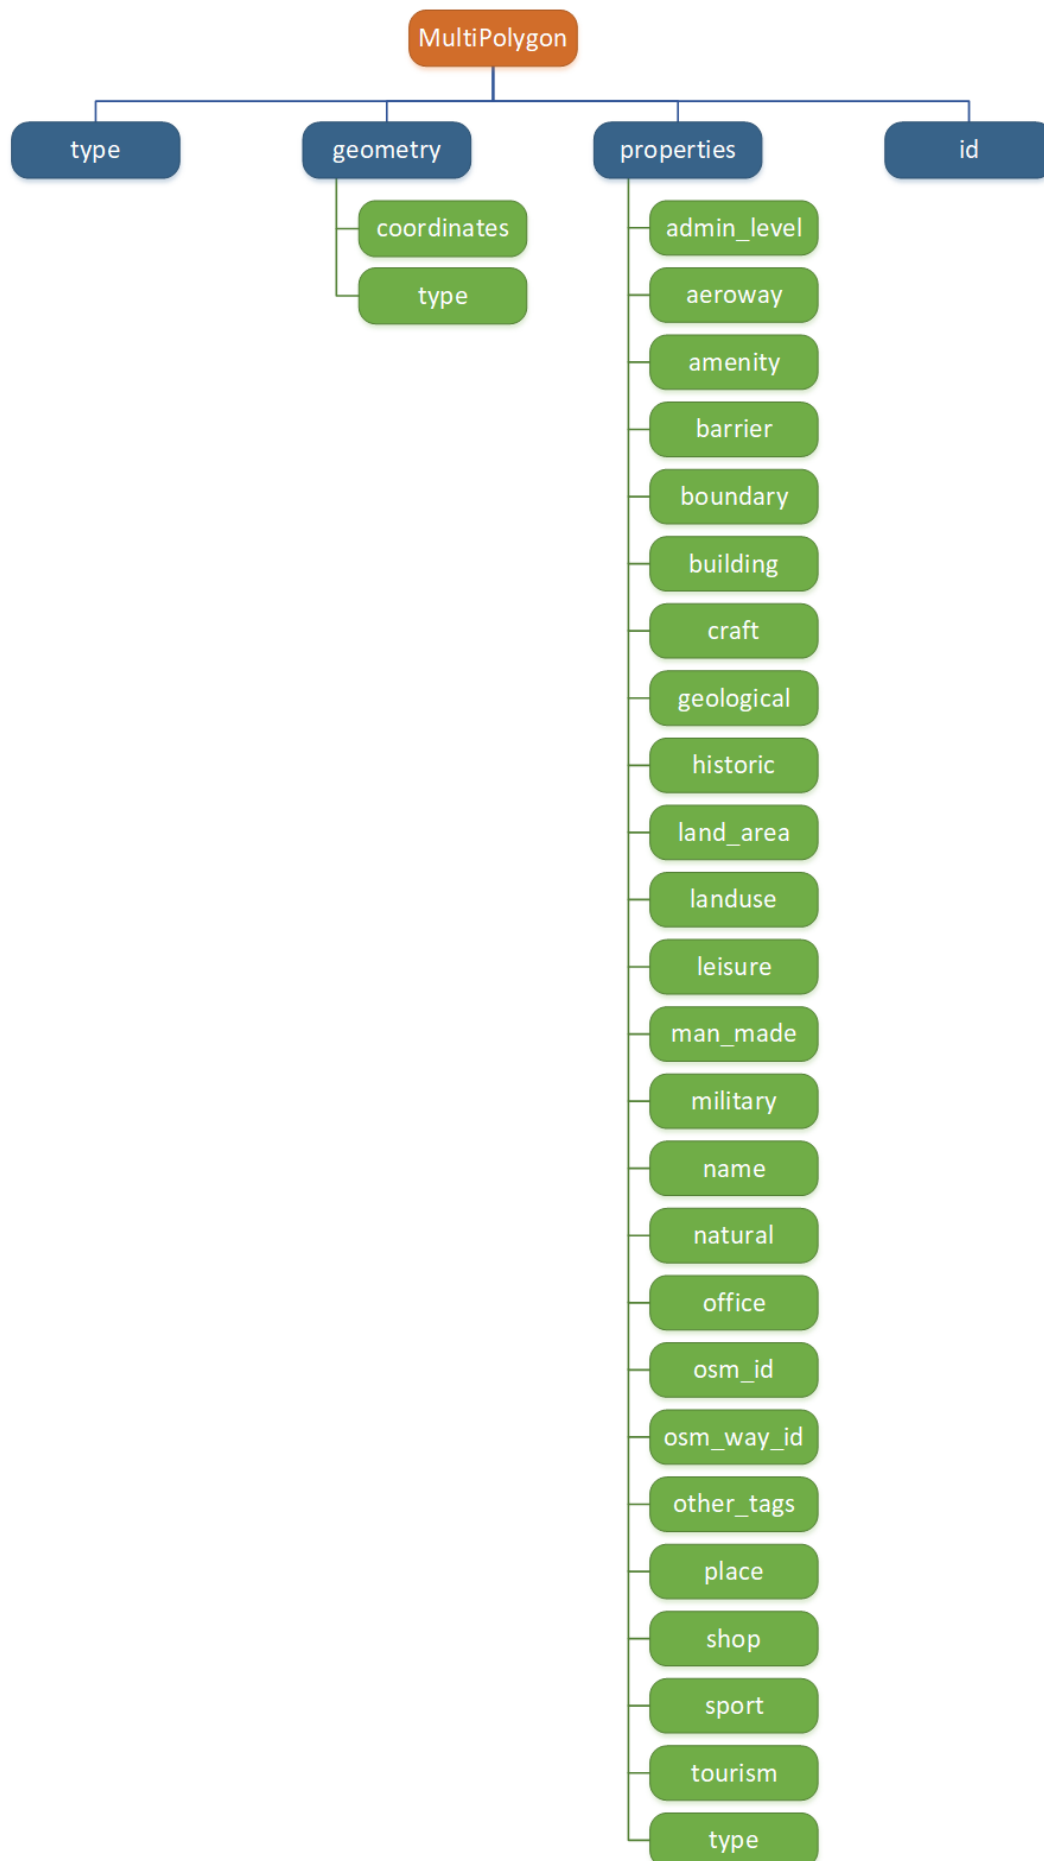 MultiPolygon
type
geometry
properties
id
coordinates
type
admin_level
aeroway
amenity
barrier
boundary
building
craft
geological
historic
land_area
landuse
leisure
man_made
military
name
natural
office
osm_id
osm_way_id
other_tags
place
shop
sport
tourism
type